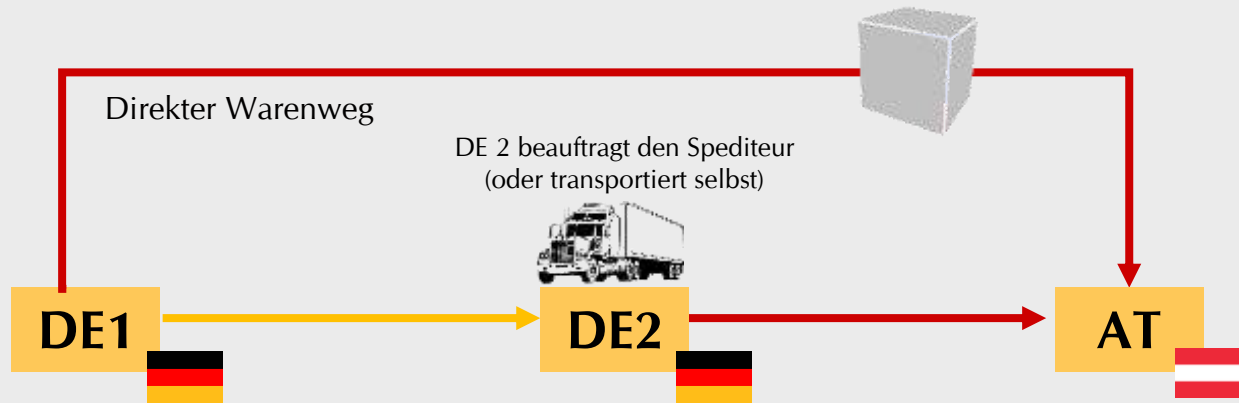 Direkter Warenweg
DE 2 beauftragt den Spediteur
(oder transportiert selbst)
DE1
DE2
AT